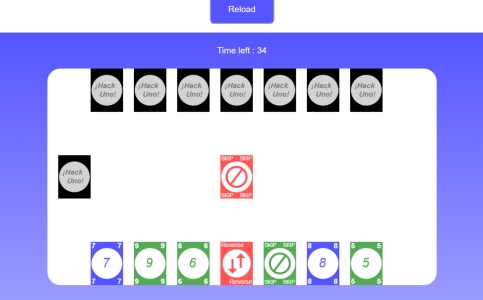 Reload
Time left : 34
¡Hack Uno! ¡Hack Uno! ¡Hack Uno! ¡Hack Uno! ¡Hack Uno! ¡Hack Uno! ¡Hack Uno!
SKIP SKIP
¡Hack Uno!
SKIP SKIP
7 7 9 9 6 6 Reverse SKIP SKIP 8 8 5 5
7 9 6 8 5
7 7 9 9 6 6 Reverse SKIP SKIP 8 8 5 5